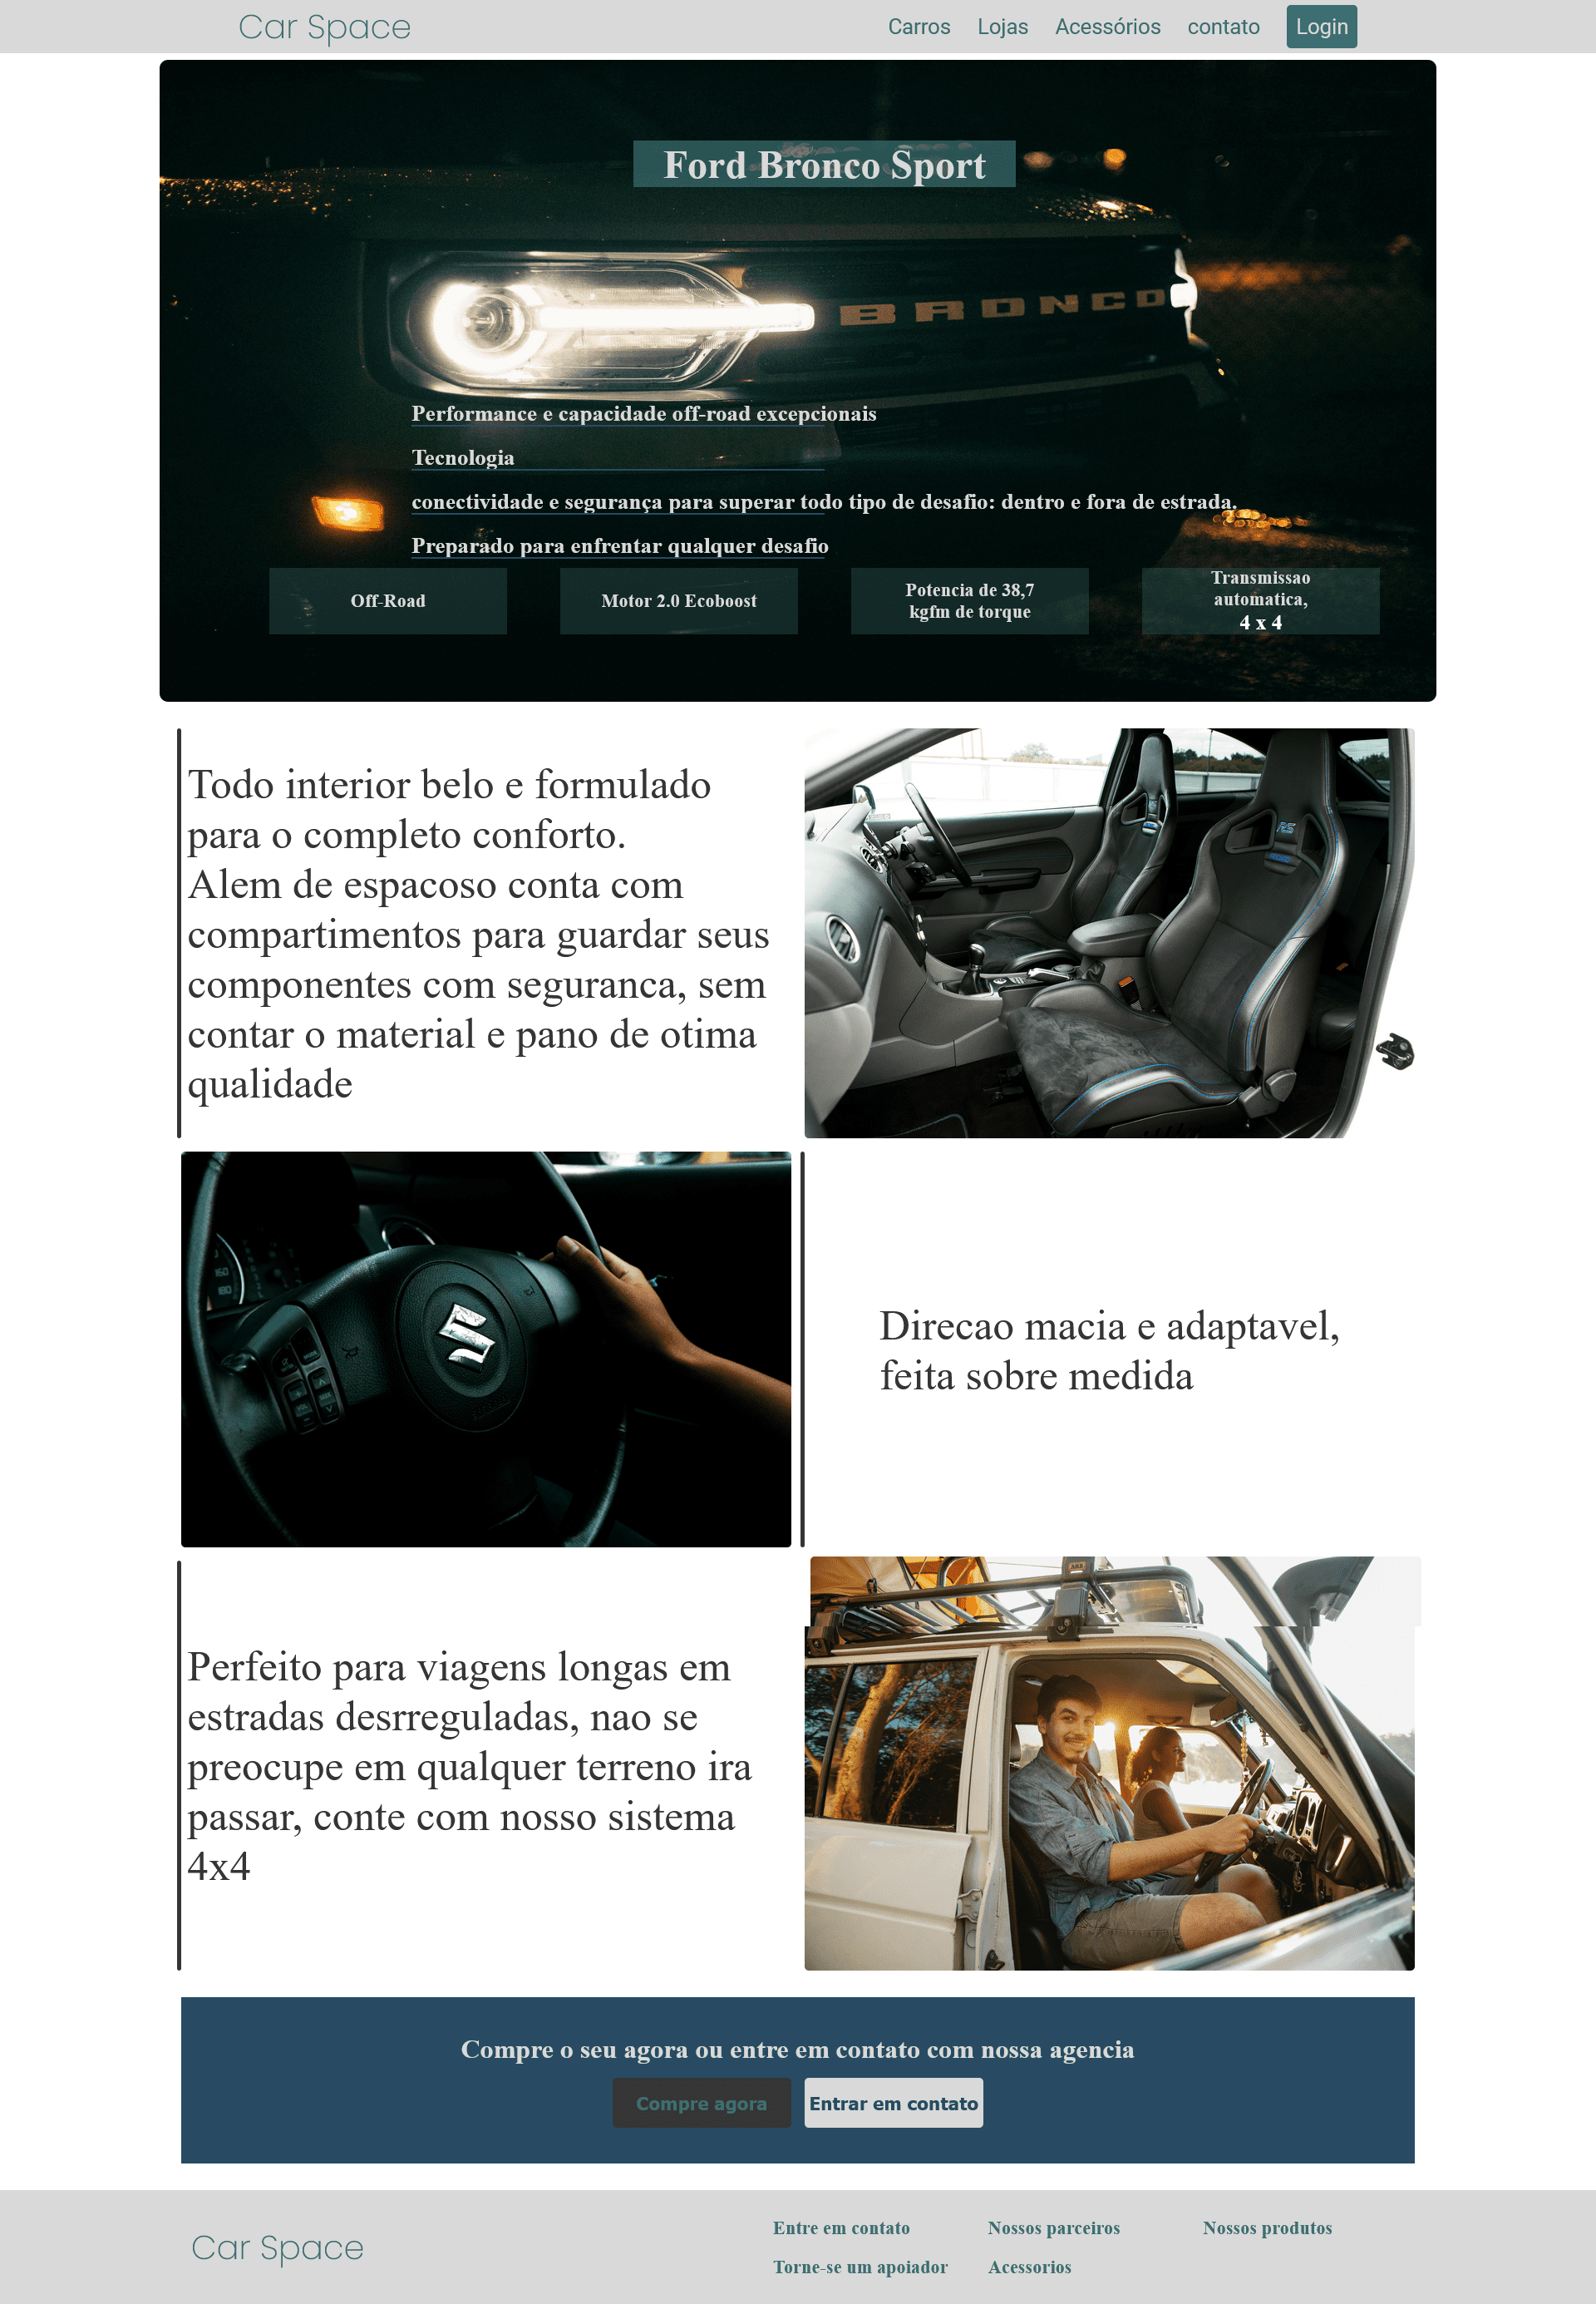 Car Space
Carros Lojas Acessórios contato Login
Ford Bronco Sport
BRONCO
Performance e capacidade off-road excepcionais
Tecnologia
conectividade e segurança para superar todo tipo de desafio: dentro e fora de estrada.
Preparado para enfrentar qualquer desafio
Off-Road
Motor 2.0 Ecoboost
Potencia de 38,7
kgfm de torque
Transmissao
automatica,
4 x 4
Todo interior belo e formulado
para o completo conforto.
Alem de espacoso conta com
compartimentos para guardar seus
componentes com seguranca, sem
contar o material e pano de otima
qualidade
RS
RECARO
Direcao macia e adaptavel,
feita sobre medida
ARB
Perfeito para viagens longas em
estradas desrreguladas, nao se
preocupe em qualquer terreno ira
passar, conte com nosso sistema
4x4
Compre o seu agora ou entre em contato com nossa agencia
Compre agora
Entrar em contato
Car Space
Entre em contato
Nossos parceiros
Nossos produtos
Torne-se um apoiador
Acessorios